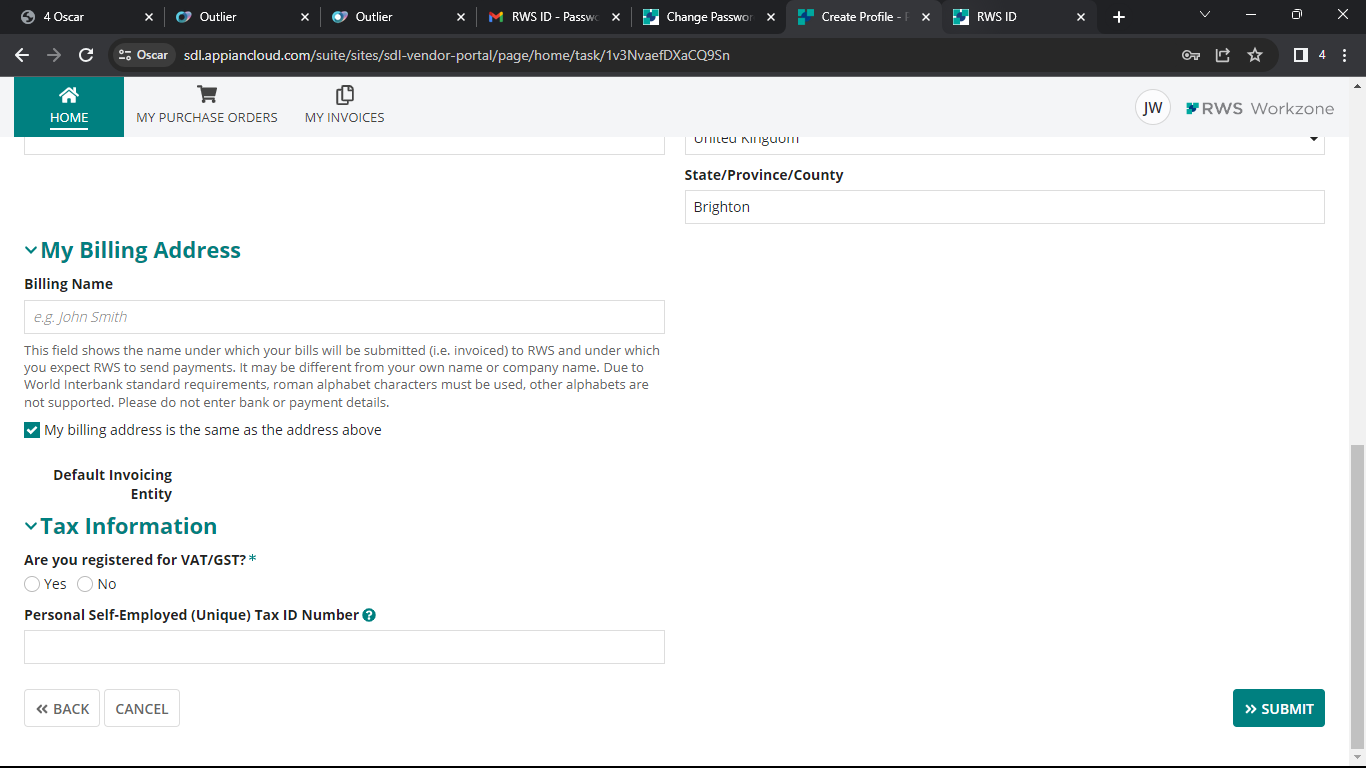 4 Oscar
Outlier
Outlier
RWS ID - Passwo
Change Passwor
Create Profile -
RWS ID
Oscar
sdl.appiancloud.com/suite/sites/sdl-vendor-portal/page/home/task/1v3NvaefDXaCQ9Sn
4
HOME
MY PURCHASE ORDERS
MY INVOICES
JW
RWS Workzone
United Kingdom
State/Province/County
Brighton
My Billing Address
Billing Name
e.g. John Smith
This field shows the name under which your bills will be submitted (i.e. invoiced) to RWS and under which
you expect RWS to send payments. It may be different from your own name or company name. Due to
World Interbank standard requirements, roman alphabet characters must be used, other alphabets are
not supported. Please do not enter bank or payment details.
My billing address is the same as the address above
Default Invoicing
Entity
Tax Information
Are you registered for VAT/GST? *
Yes No
Personal Self-Employed (Unique) Tax ID Number ?
« BACK CANCEL
» SUBMIT